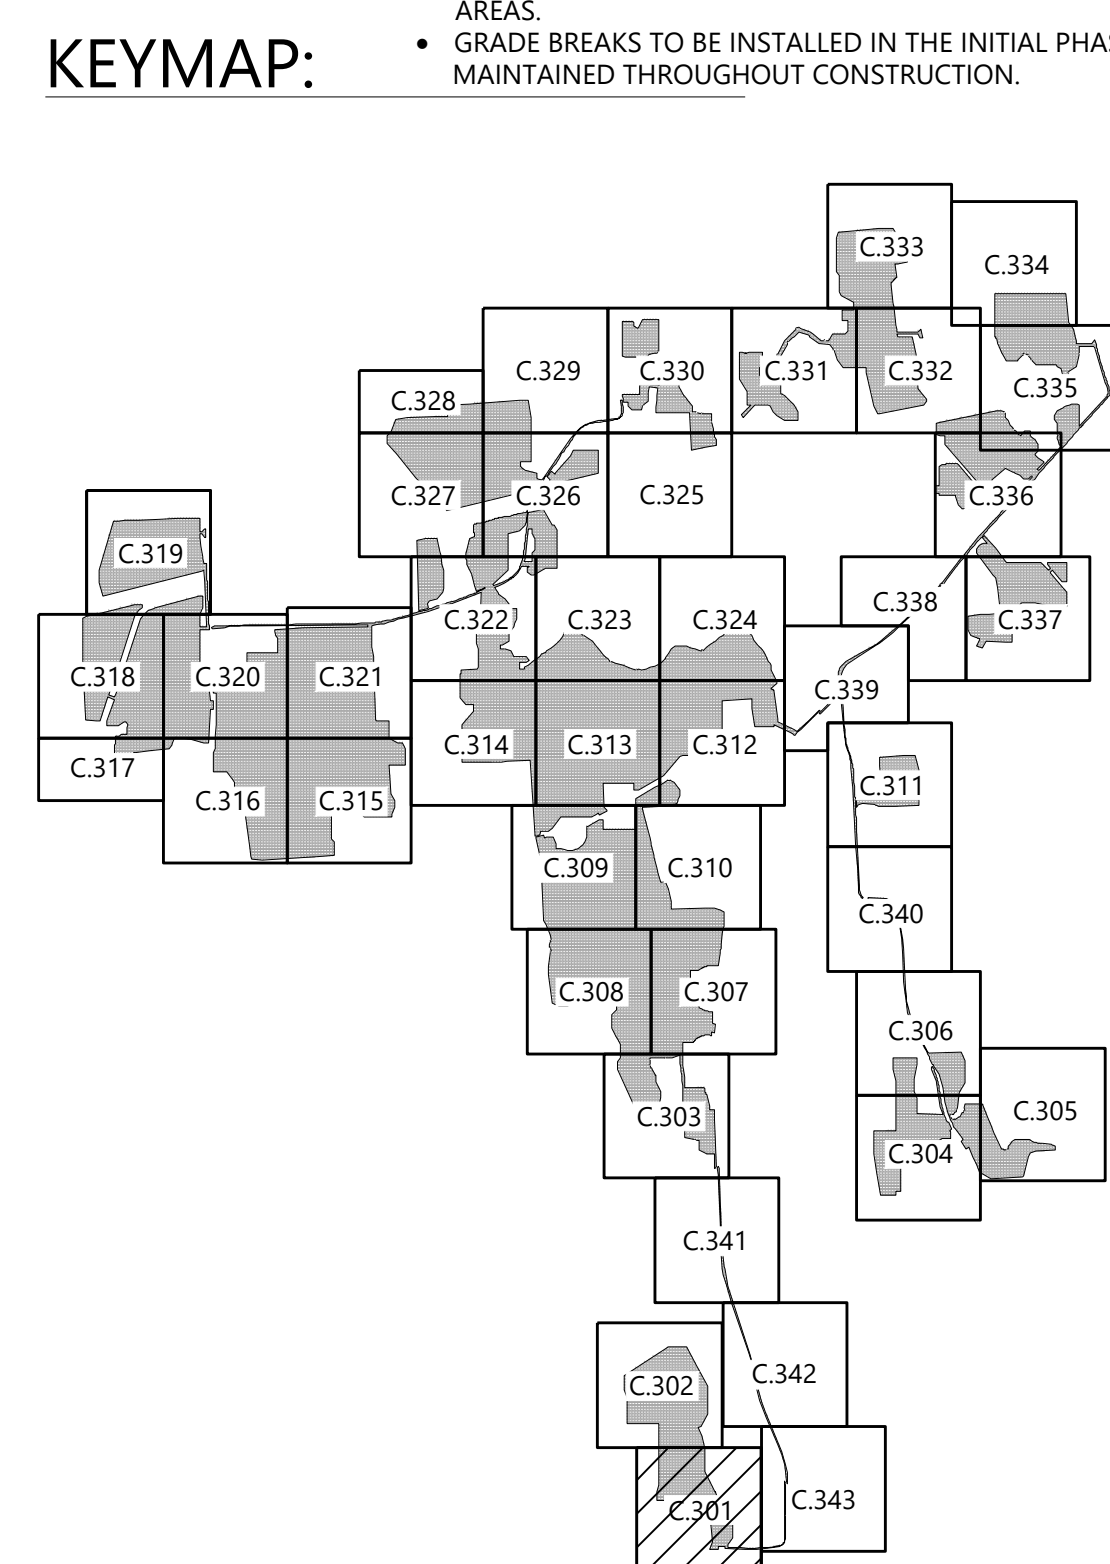 AREAS.
• GRADE BREAKS TO BE INSTALLED IN THE INITIAL PHAS
MAINTAINED THROUGHOUT CONSTRUCTION.
KEYMAP:
C.333
C.334
C.329
C.330
C.331
C.332
C.335
C.328
C.327
C.326
C.325
C.336
C.319
C.322
C.323
C.324
C.338
C.337
C.318
C.320
C.321
C.339
C.314
C.313
C.312
C.317
C.311
C.316
C.315
C.309
C.310
C.340
C.308
C.307
C.306
C.303
C.305
C.304
C.341
C.342
C.302
C.343
C.301